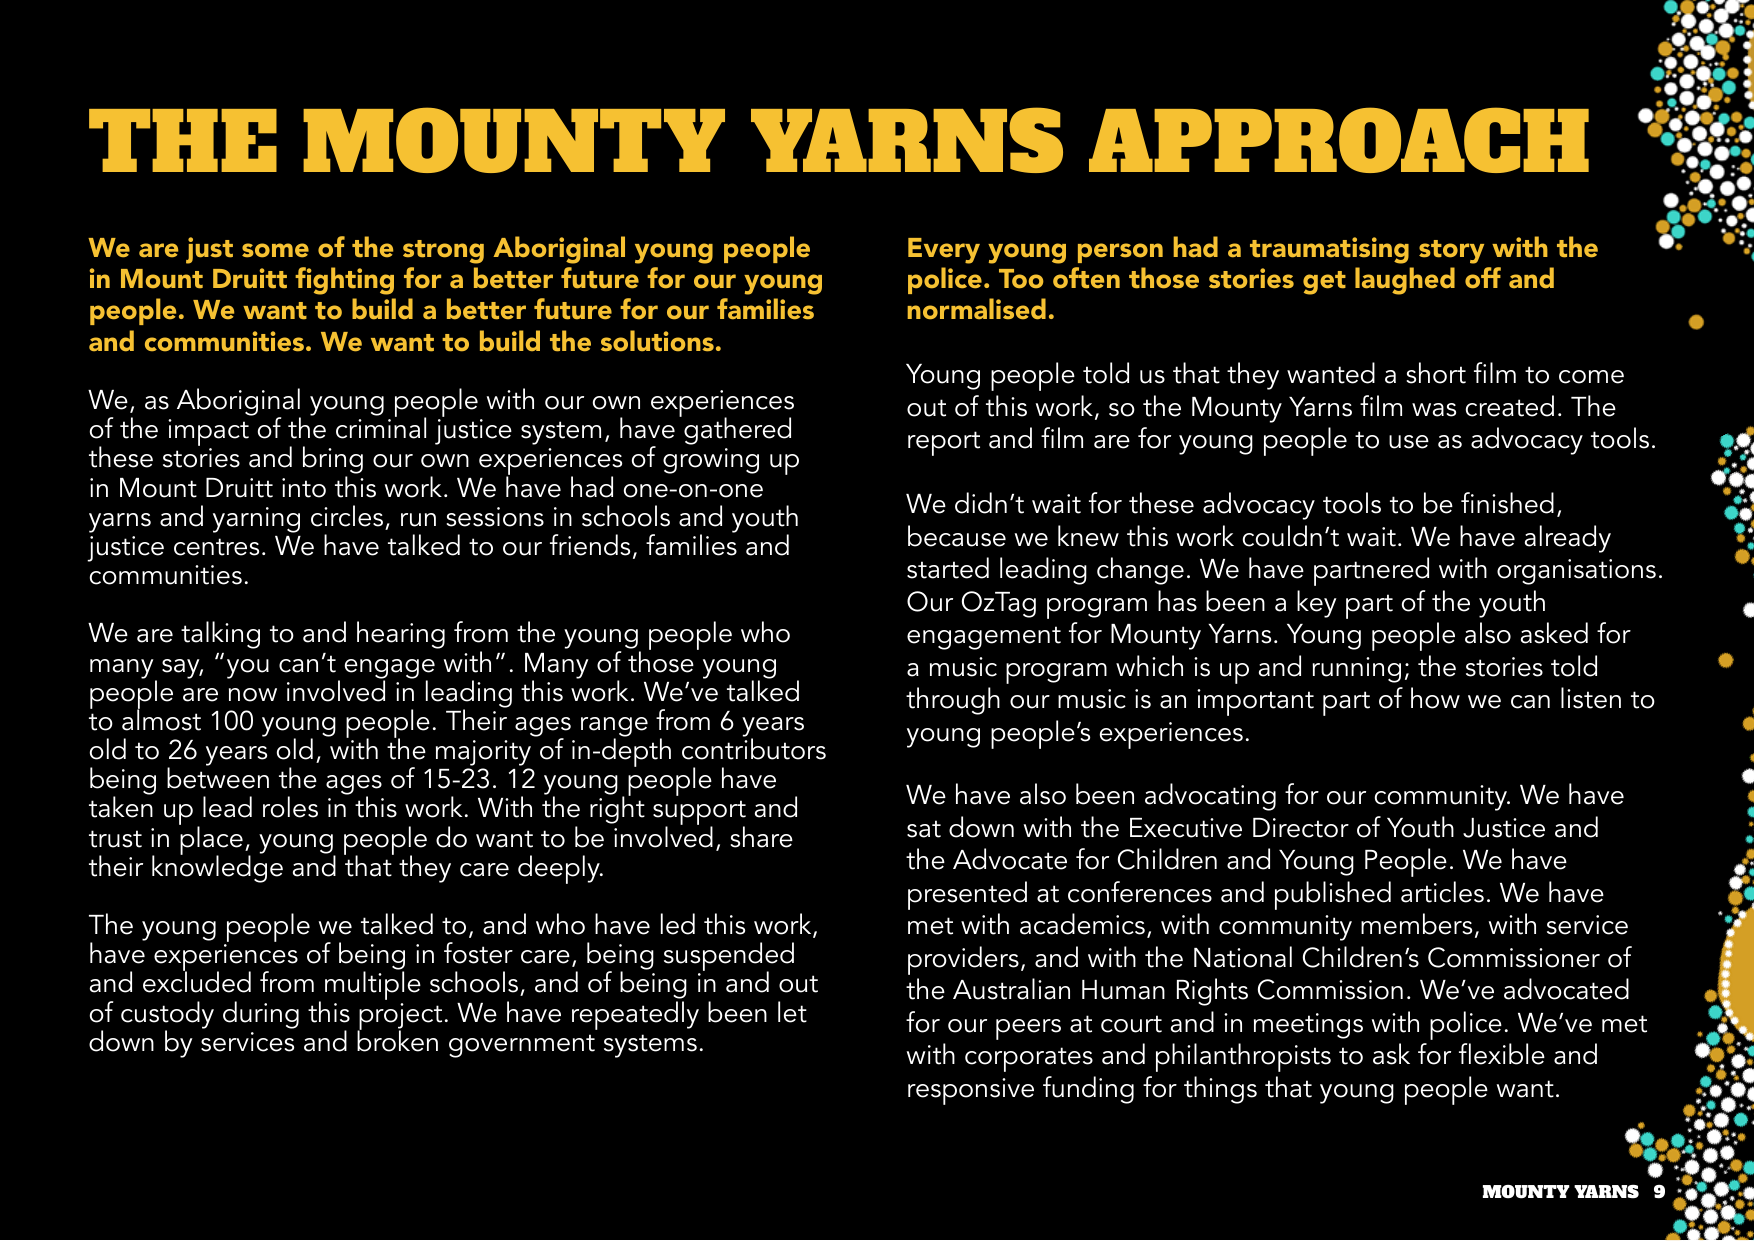 THE MOUNTY YARNS APPROACH
We are just some of the strong Aboriginal young people
in Mount Druitt fighting for a better future for our young
people. We want to build a better future for our families
and communities. We want to build the solutions.
We, as Aboriginal young people with our own experiences
of the impact of the criminal justice system, have gathered
these stories and bring our own experiences of growing up
in Mount Druitt into this work. We have had one-on-one
yarns and yarning circles, run sessions in schools and youth
justice centres. We have talked to our friends, families and
communities.
We are talking to and hearing from the young people who
many say, “you can’t engage with”. Many of those young
people are now involved in leading this work. We’ve talked
to almost 100 young people. Their ages range from 6 years
old to 26 years old, with the majority of in-depth contributors
being between the ages of 15-23. 12 young people have
taken up lead roles in this work. With the right support and
trust in place, young people do want to be involved, share
their knowledge and that they care deeply.
The young people we talked to, and who have led this work,
have experiences of being in foster care, being suspended
and excluded from multiple schools, and of being in and out
of custody during this project. We have repeatedly been let
down by services and broken government systems.
Every young person had a traumatising story with the
police. Too often those stories get laughed off and
normalised.
Young people told us that they wanted a short film to come
out of this work, so the Mounty Yarns film was created. The
report and film are for young people to use as advocacy tools.
We didn’t wait for these advocacy tools to be finished,
because we knew this work couldn’t wait. We have already
started leading change. We have partnered with organisations.
Our OzTag program has been a key part of the youth
engagement for Mounty Yarns. Young people also asked for
a music program which is up and running; the stories told
through our music is an important part of how we can listen to
young people’s experiences.
We have also been advocating for our community. We have
sat down with the Executive Director of Youth Justice and
the Advocate for Children and Young People. We have
presented at conferences and published articles. We have
met with academics, with community members, with service
providers, and with the National Children’s Commissioner of
the Australian Human Rights Commission. We’ve advocated
for our peers at court and in meetings with police. We’ve met
with corporates and philanthropists to ask for flexible and
responsive funding for things that young people want.
MOUNTY YARNS 9